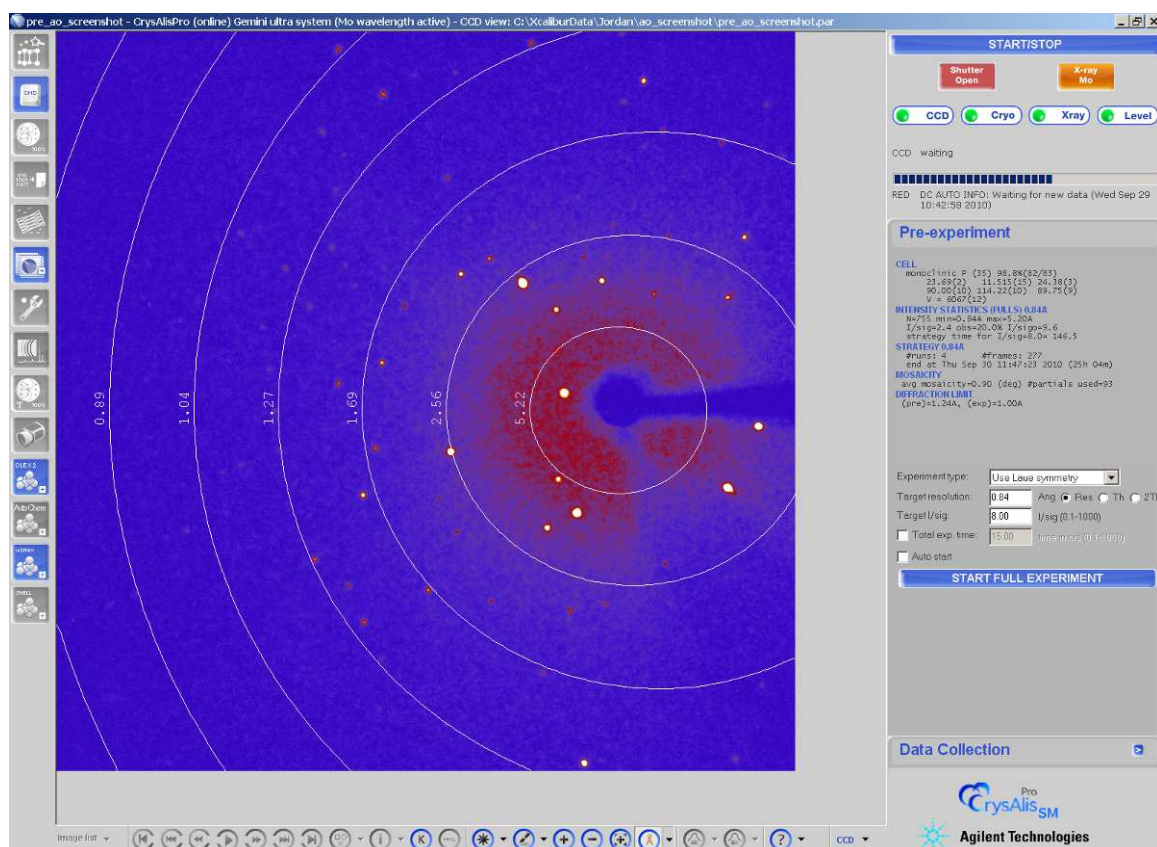 pre_ao_screenshot - CrysAlisPro (online) Gemini ultra system (Mo wavelength active) - CCD view: C:\XcaliburData\Jordan\ao_screenshot\pre_ao_screenshot.par
CMD
100%
T 100%
OLEX2
AutoChem
SHELL
0.89
1.04
1.27
1.69
2.56
5.22
START/STOP
Shutter
Open
X-ray
Mo
CCD
Cryo
Xray
Level
CCD waiting
RED DC AUTO INFO: Waiting for new data (Wed Sep 29
10:42:58 2010)
Pre-experiment
CELL
monoclinic P (35) 98.8%(82/83)
23.69(2) 11.515(15) 24.38(3)
90.00(10) 114.22(10) 89.75(9)
V = 6067(12)
INTENSITY STATISTICS (FULLS) 0.84A
N=755 min=0.84A max=5.20A
I/sig=2.4 obs=20.0% I/sigo=9.6
strategy time for I/sig=8.0= 146.5
STRATEGY 0.84A
#runs: 4 #frames: 277
end at Thu Sep 30 11:47:23 2010 (25h 04m)
MOSAICITY
avg mosaicity=0.90 (deg) #partials used=93
DIFFRACTION LIMIT
(pre)=1.24A, (exp)=1.00A
Experiment type: Use Laue symmetry
Target resolution: 0.84 Ang Res Th 2Th
Target I/sig: 8.00 I/sig (0.1-1000)
Total exp. time: 15.00
Auto start
START FULL EXPERIMENT
Data Collection
CrysAlis Pro SM
Agilent Technologies
Image list
K
CCD